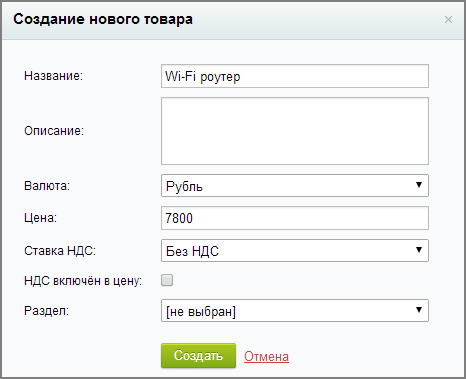 Создание нового товара ×
Название: Wi-Fi роутер
Описание:
Валюта: Рубль
Цена: 7800
Ставка НДС: Без НДС
НДС включён в цену:
Раздел: [не выбран]
Создать Отмена